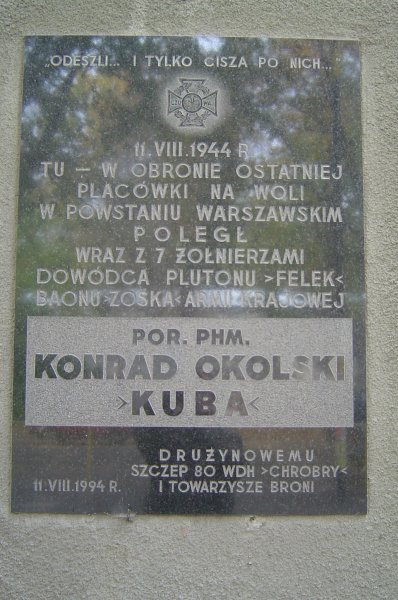 „ODESZLI... I TYLKO CISZA PO NICH..."
11.VIII.1944 R.
TU – W OBRONIE OSTATNIEJ
PLACÓWKI NA WOLI
W POWSTANIU WARSZAWSKIM
POLEGŁ
WRAZ Z 7 ŻOŁNIERZAMI
DOWÓDCA PLUTONU >FELEK<
BAONU >ZOŚKA< ARMII KRAJOWEJ
POR. PHM.
KONRAD OKOLSKI
>KUBA<
DRUŻYNOWEMU
SZCZEP 80 WDH >CHROBRY<
11.VIII.1994 R. I TOWARZYSZE BRONI